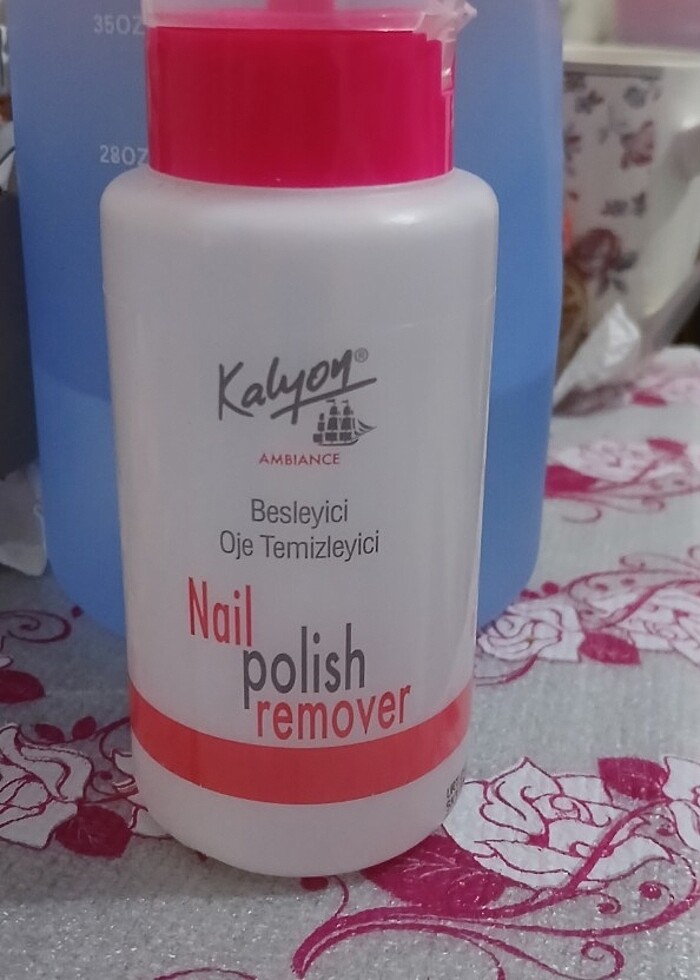 35OZ
28OZ
Kalyon®
AMBIANCE
Besleyici
Oje Temizleyici
Nail
polish
remover